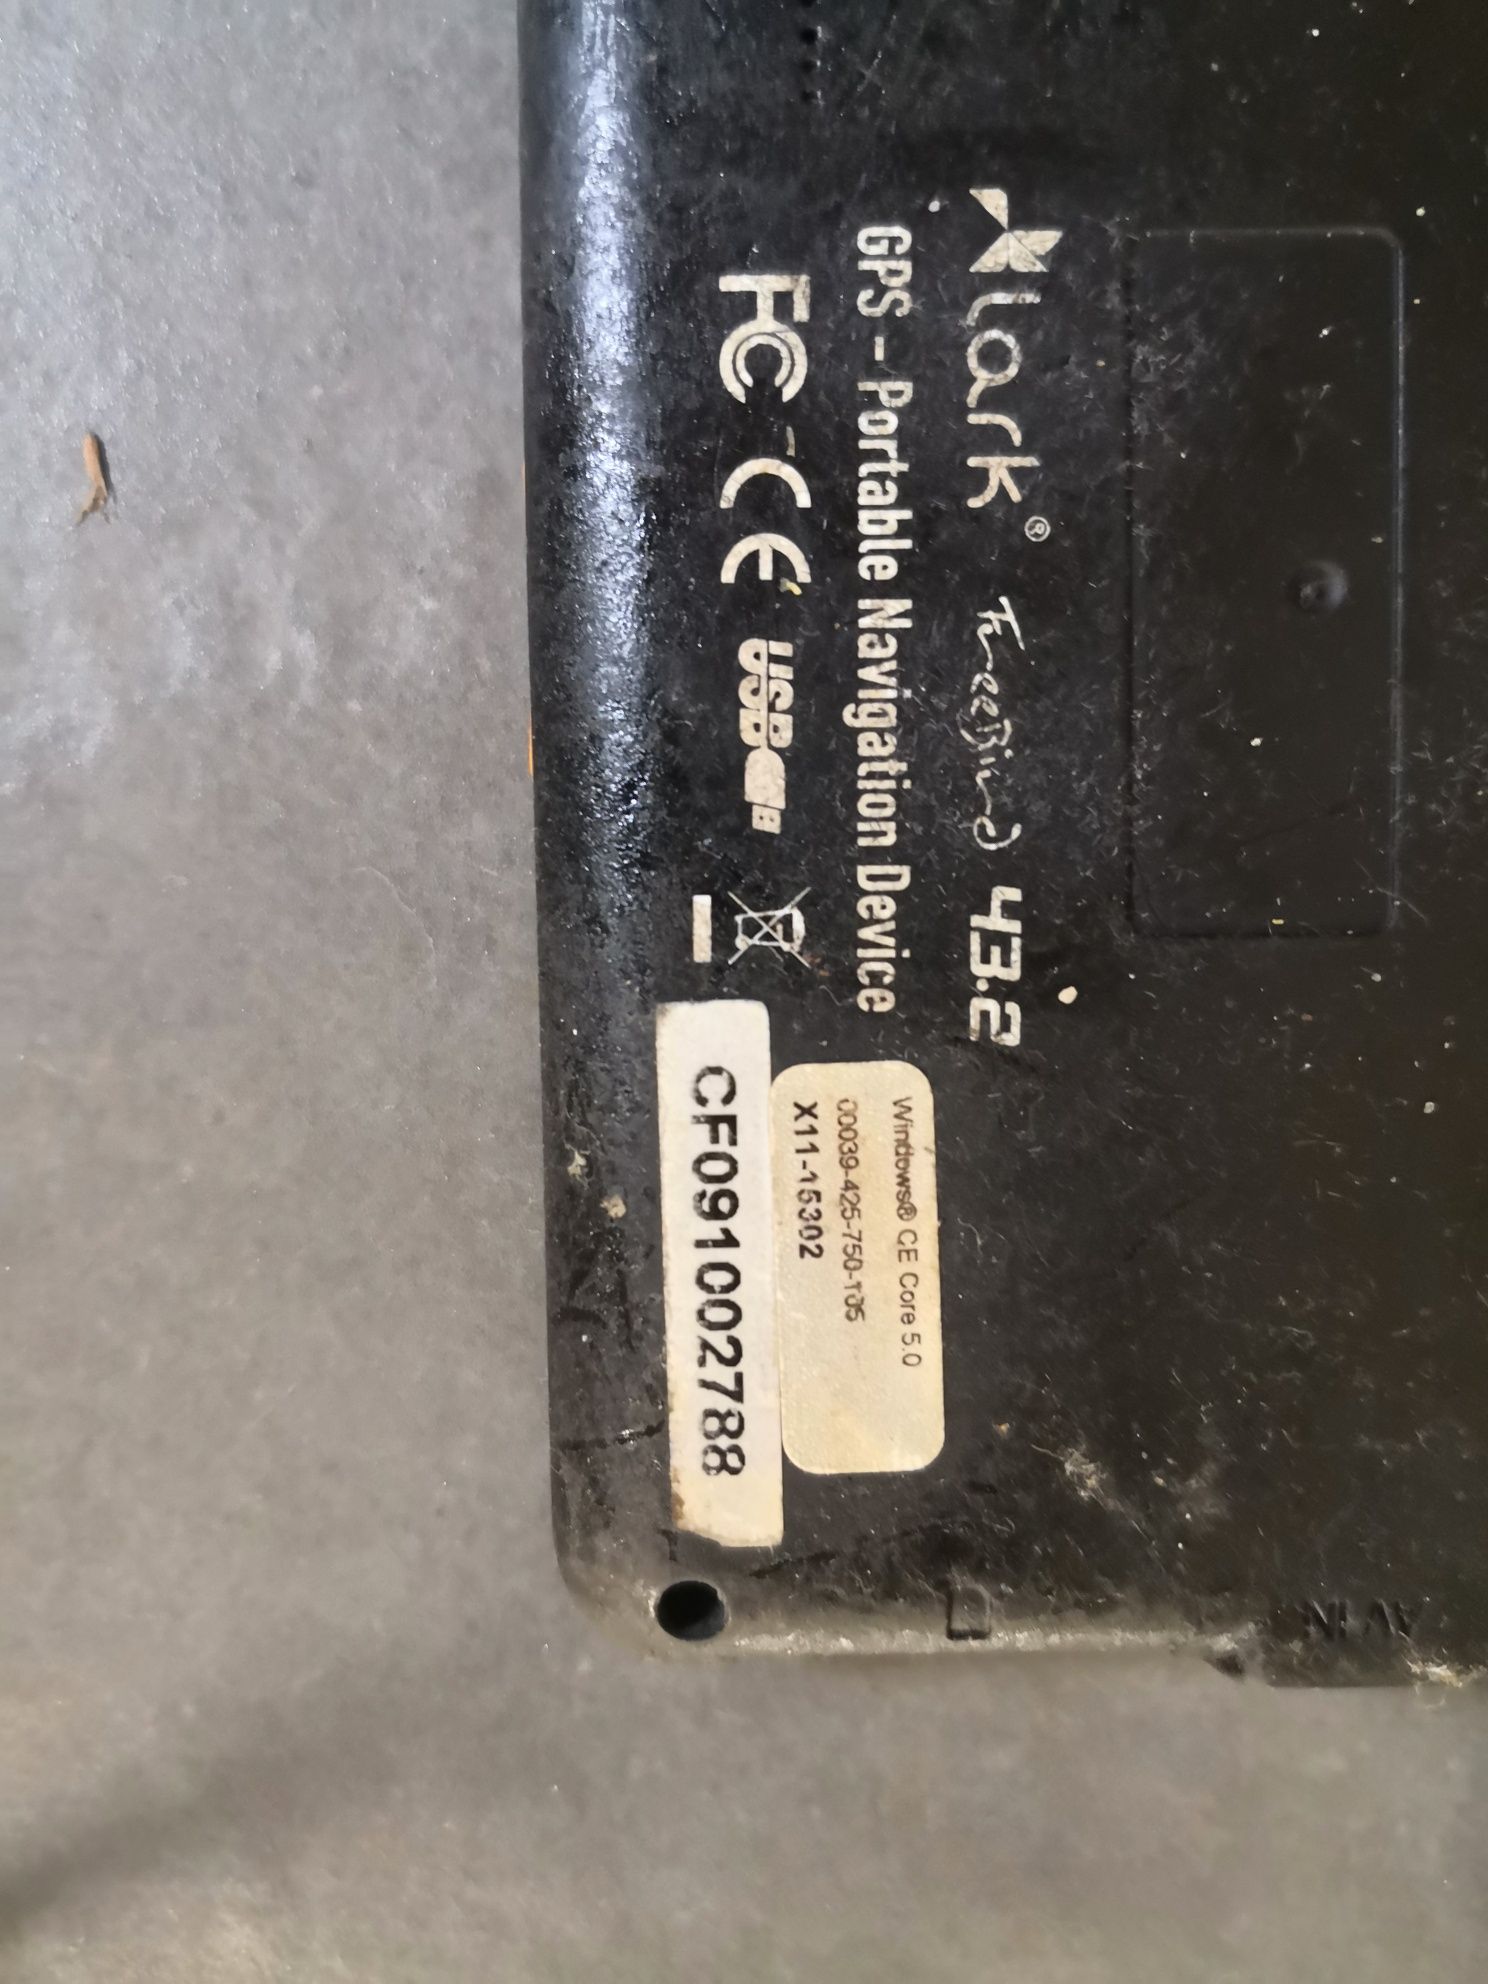 lark® FreeBird 43.2
GPS - Portable Navigation Device
FC CE USB
Windows® CE Core 5.0
00039-425-750-105
X11-15302
CF091002788